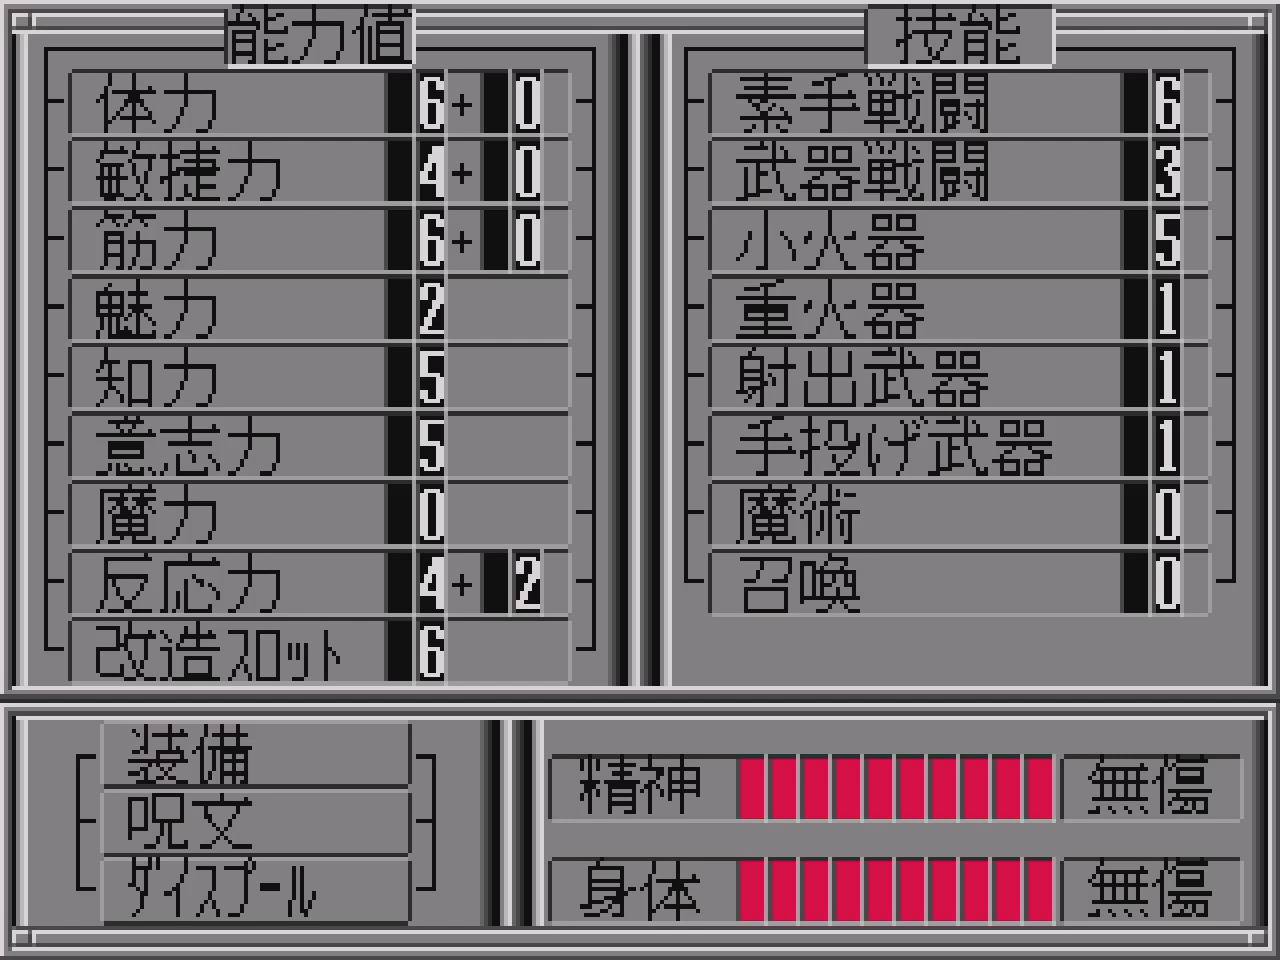 能力値
体力 6 + 0
敏捷力 4 + 0
筋力 6 + 0
魅力 2
知力 5
意志力 5
魔力 0
反応力 4 + 2
改造スロット 6
技能
素手戦闘 6
武器戦闘 3
小火器 5
重火器 1
射出武器 1
手投げ武器 1
魔術 0
召喚 0
装備
呪文
ダイスプール
精神 無傷
身体 無傷